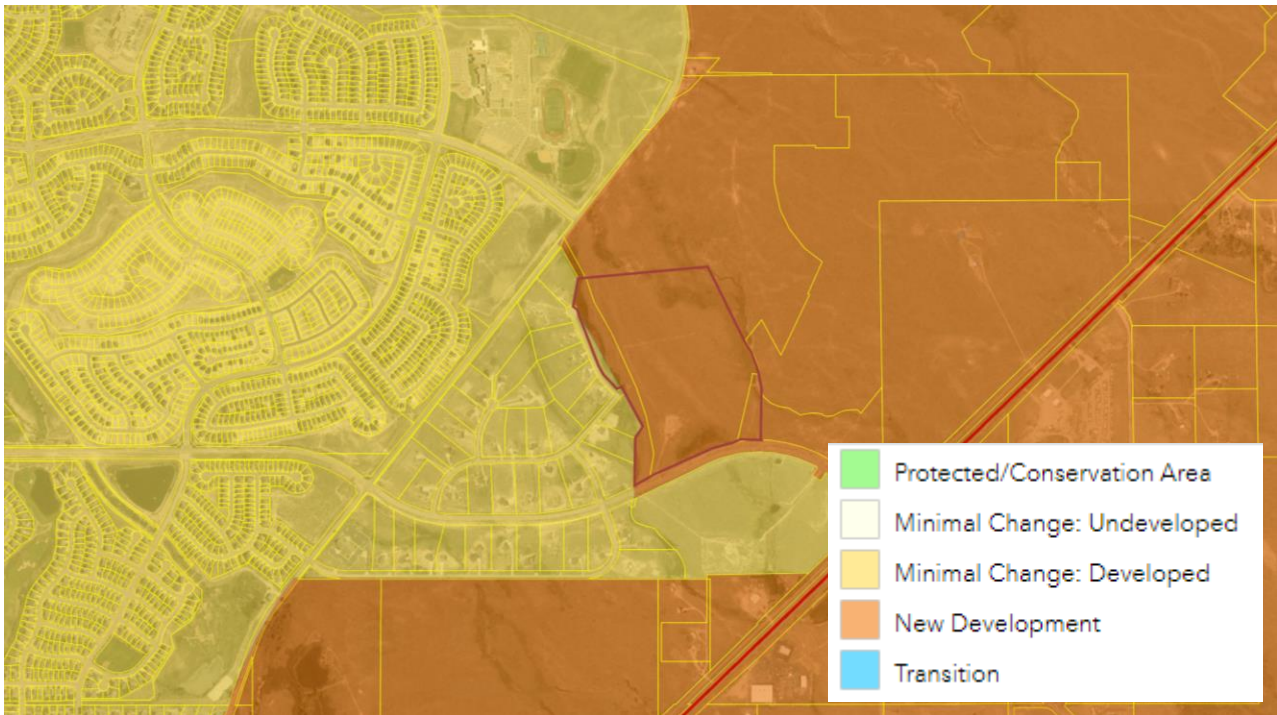 Protected/Conservation Area
Minimal Change: Undeveloped
Minimal Change: Developed
New Development
Transition